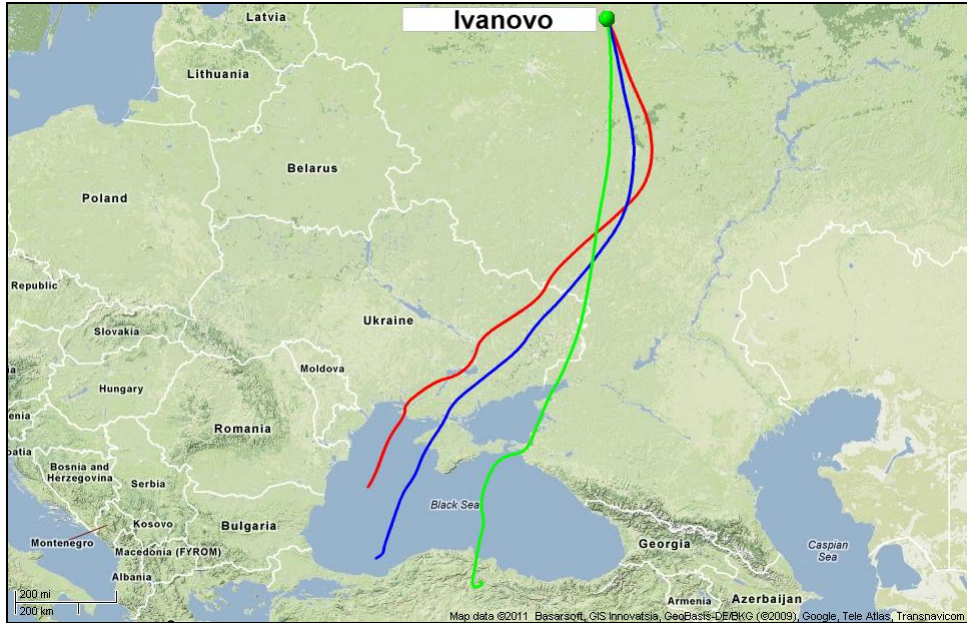 Ivanovo
Latvia
Lithuania
Belarus
Poland
Republic
Ukraine
Slovakia
Moldova
Hungary
enia
Romania
oatia
Bosnia and
Herzegovina
Serbia
Black Sea
Bulgaria
Kosovo
Montenegro
Macedonia (FYROM)
Georgia
Caspian
Sea
Albania
Armenia
Azerbaijan
200 mi
200 km
Map data ©2011 Basarsoft, GIS Innovatsia, GeoBasis-DE/BKG (©2009), Google, Tele Atlas, Transnavicom